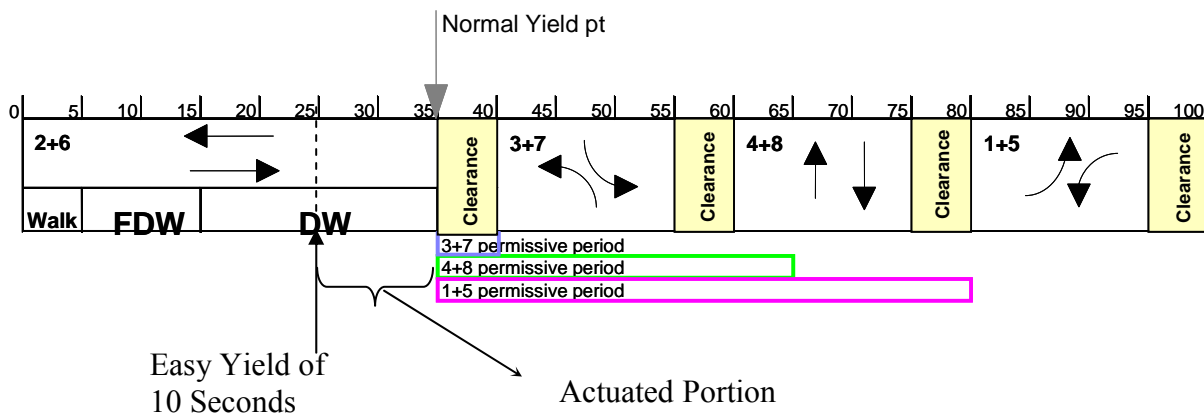 Normal Yield pt
0 5 10 15 20 25 30 35 40 45 50 55 60 65 70 75 80 85 90 95 100
2+6
Clearance
3+7
Clearance
4+8
Clearance
1+5
Clearance
Walk
FDW
DW
3+7 permissive period
4+8 permissive period
1+5 permissive period
Easy Yield of
10 Seconds
Actuated Portion